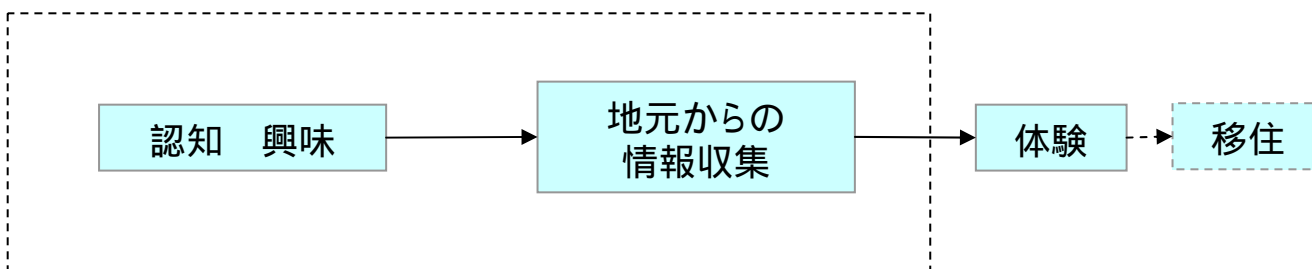 認知　興味
地元からの
情報収集
体験
移住